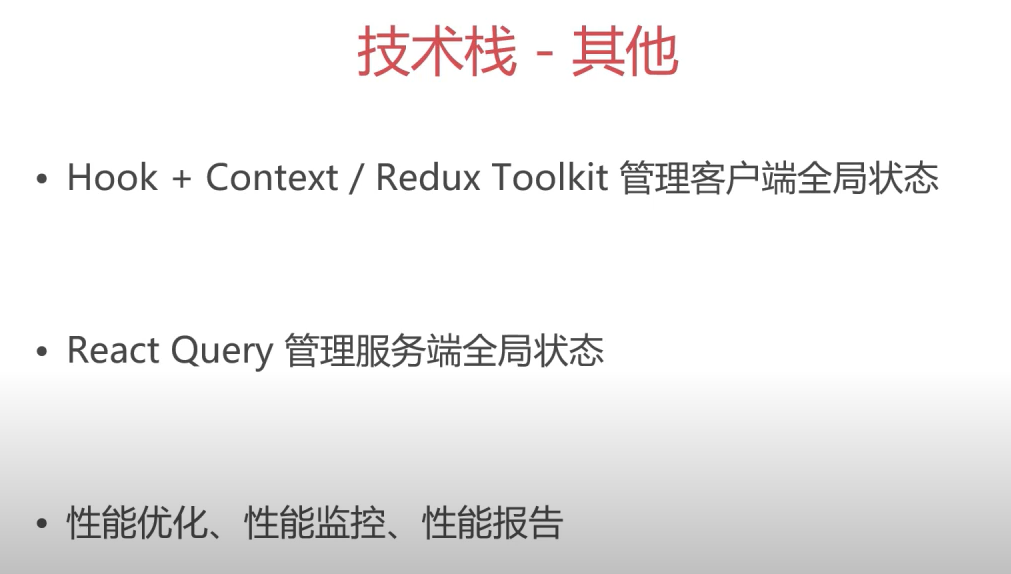 技术栈 - 其他
• Hook + Context / Redux Toolkit 管理客户端全局状态
• React Query 管理服务端全局状态
• 性能优化、性能监控、性能报告